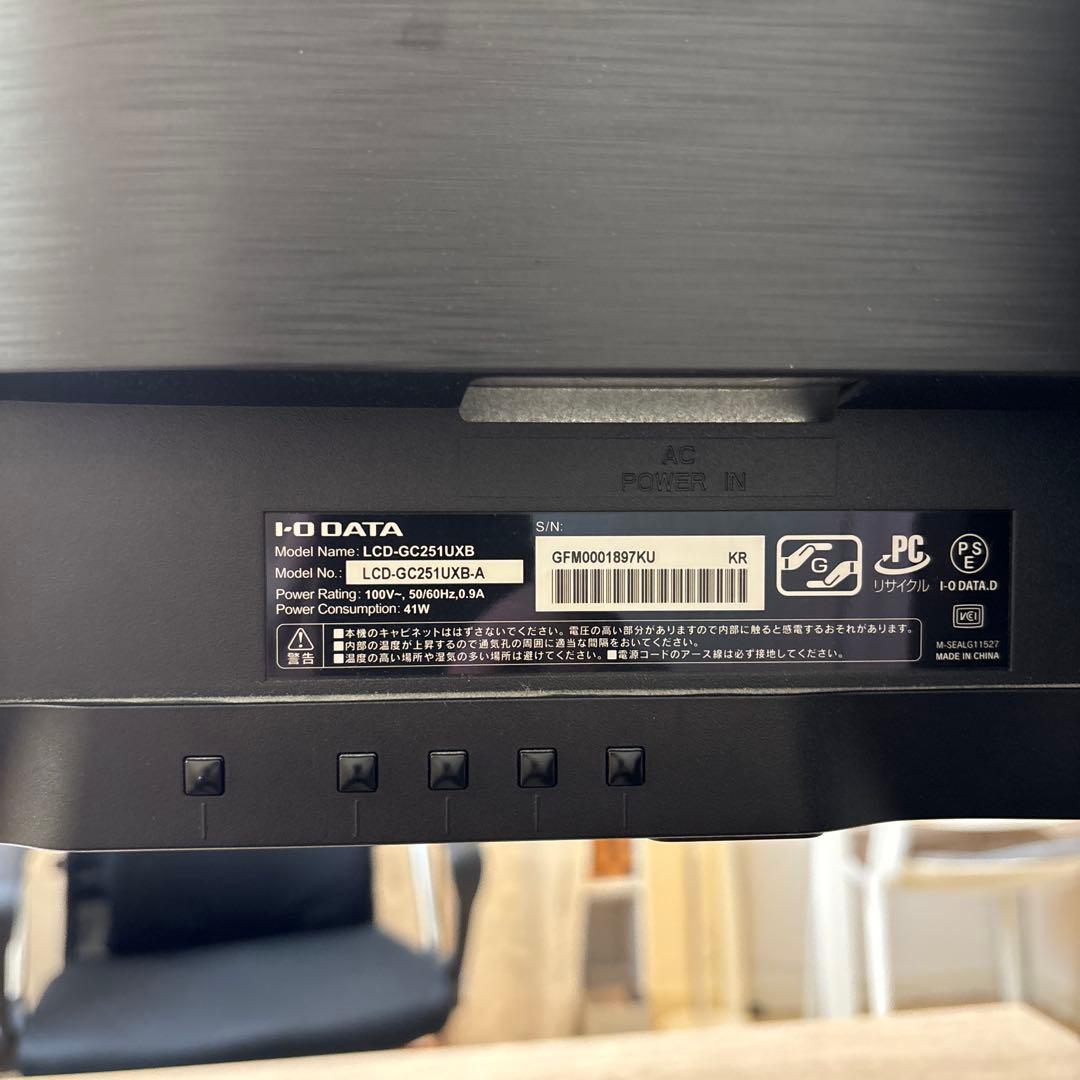 AC
POWER IN
I-O DATA
Model Name: LCD-GC251UXB
Model No.: LCD-GC251UXB-A
Power Rating: 100V~, 50/60Hz,0.9A
Power Consumption: 41W
S/N:
GFM0001897KU KR
G
PC
リサイクル
PS
E
I-O DATA.D
VCCI
M-SEALG11527
MADE IN CHINA
警告
■本機のキャビネットははずさないでください。電圧の高い部分がありますので内部に触ると感電するおそれがあります。
■内部の温度が上昇するので通気孔の周囲に適当な間隔をおいてください。
■温度の高い場所や湿気の多い場所は避けてください。■電源コードのアース線は必ず接地してください。